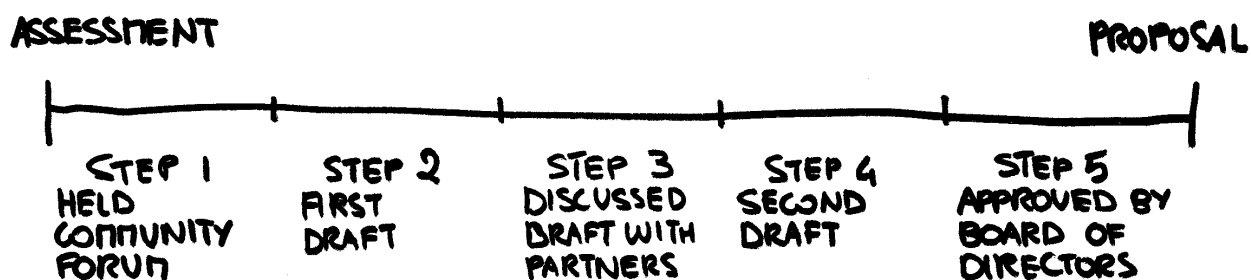 ASSESSMENT
PROPOSAL
STEP 1
HELD
COMMUNITY
FORUM
STEP 2
FIRST
DRAFT
STEP 3
DISCUSSED
DRAFT WITH
PARTNERS
STEP 4
SECOND
DRAFT
STEP 5
APPROVED BY
BOARD OF
DIRECTORS